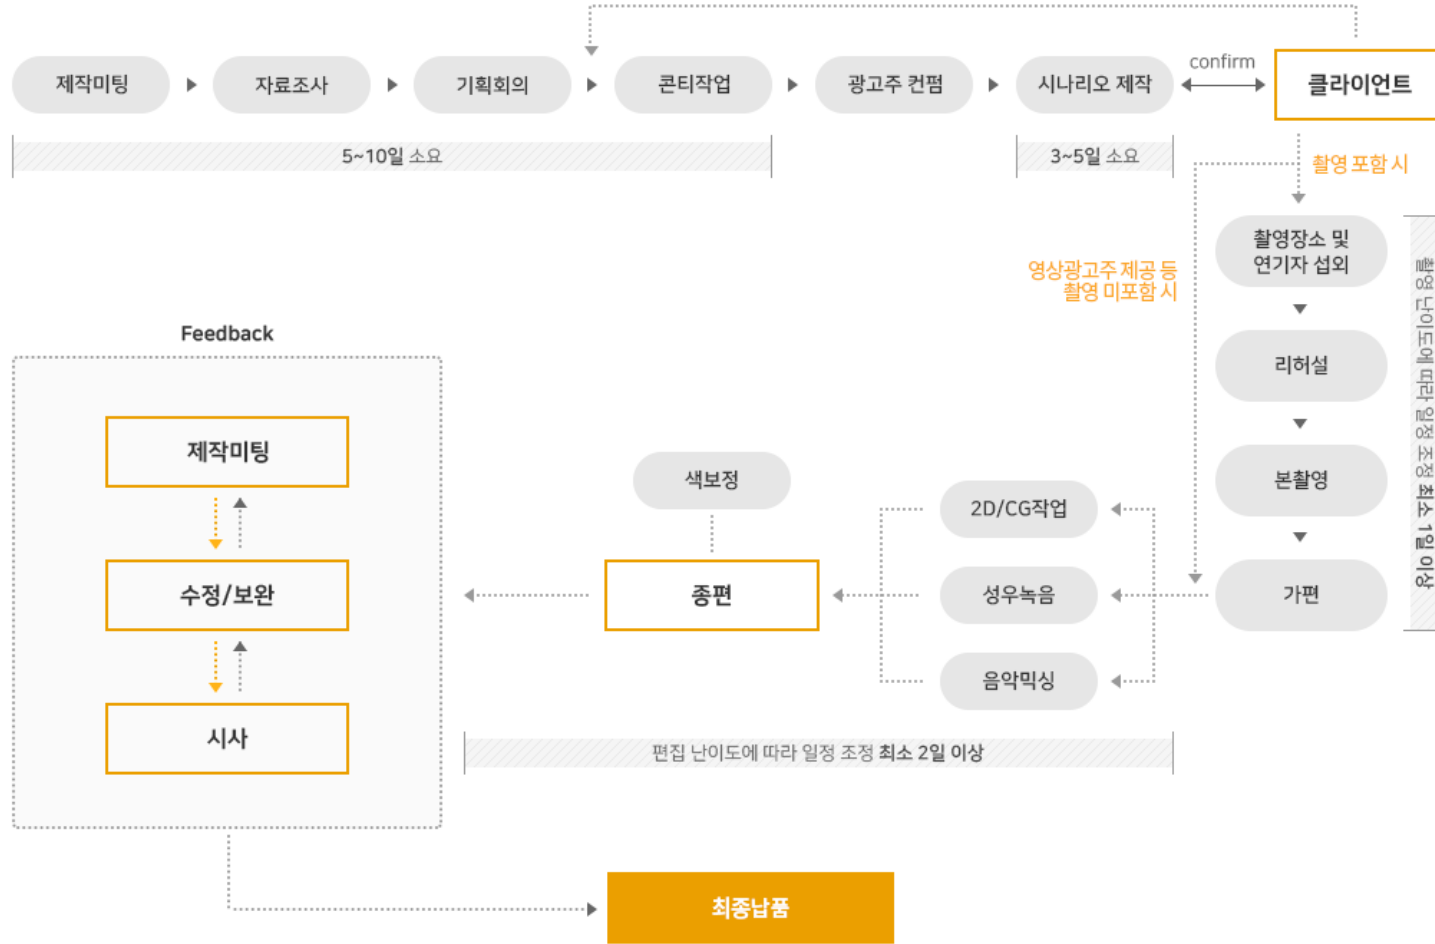 제작미팅
자료조사
기획회의
콘티작업
광고주 컨펌
시나리오 제작
confirm
클라이언트
5~10일 소요
3~5일 소요
촬영 포함 시
영상광고주 제공 등
촬영 미포함 시
촬영장소 및
연기자 섭외
리허설
본촬영
가편
촬영 난이도에 따라 일정 조정 최소 1일 이상
2D/CG작업
성우녹음
음악믹싱
색보정
종편
편집 난이도에 따라 일정 조정 최소 2일 이상
Feedback
제작미팅
수정/보완
시사
최종납품